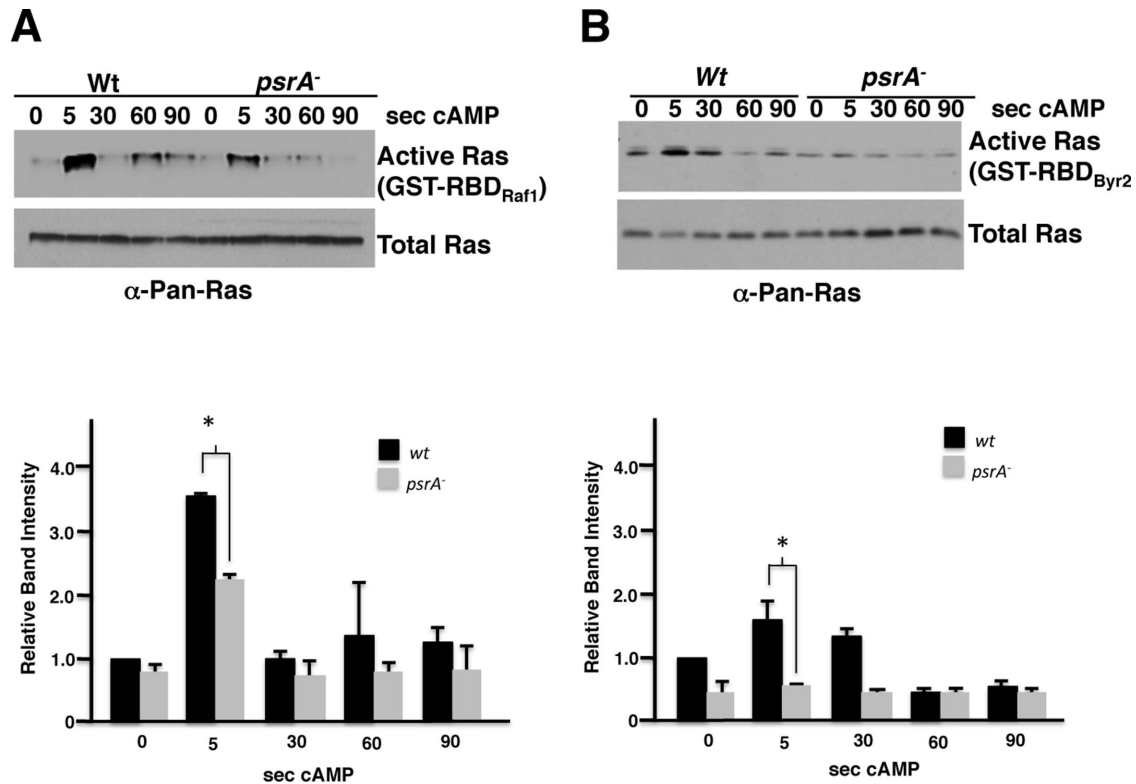 A
Wt psrA-
0 5 30 60 90 0 5 30 60 90 sec cAMP
Active Ras
(GST-RBDRaf1)
Total Ras
α-Pan-Ras
B
Wt psrA-
0 5 30 60 90 0 5 30 60 90 sec cAMP
Active Ras
(GST-RBDByr2
Total Ras
α-Pan-Ras
Relative Band Intensity
4.0
3.0
2.0
1.0
0
*
wt
psrA-
0 5 30 60 90
sec cAMP
Relative Band Intensity
4.0
3.0
2.0
1.0
0
*
wt
psrA-
0 5 30 60 90
sec cAMP